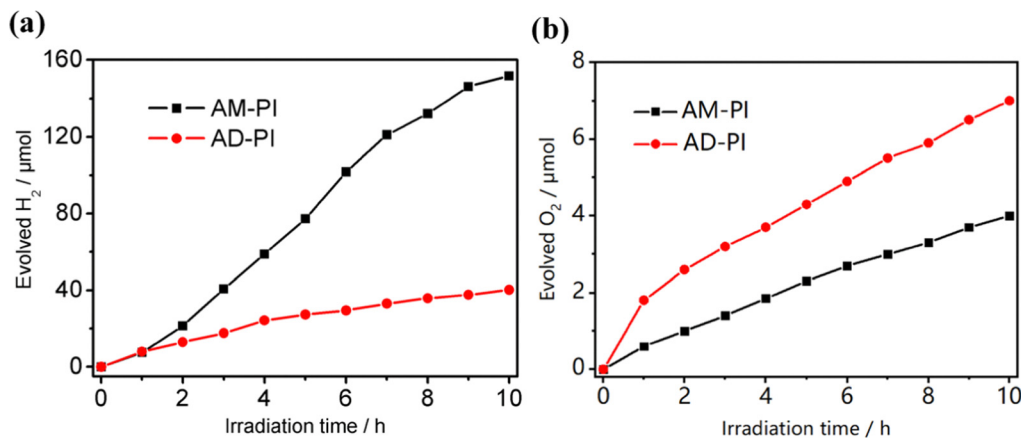 (a)
160
120
80
40
0
Evolved H₂ / μmol
AM-PI
AD-PI
0 2 4 6 8 10
Irradiation time / h
(b)
8
6
4
2
0
Evolved O₂ / μmol
AM-PI
AD-PI
0 2 4 6 8 10
Irradiation time / h